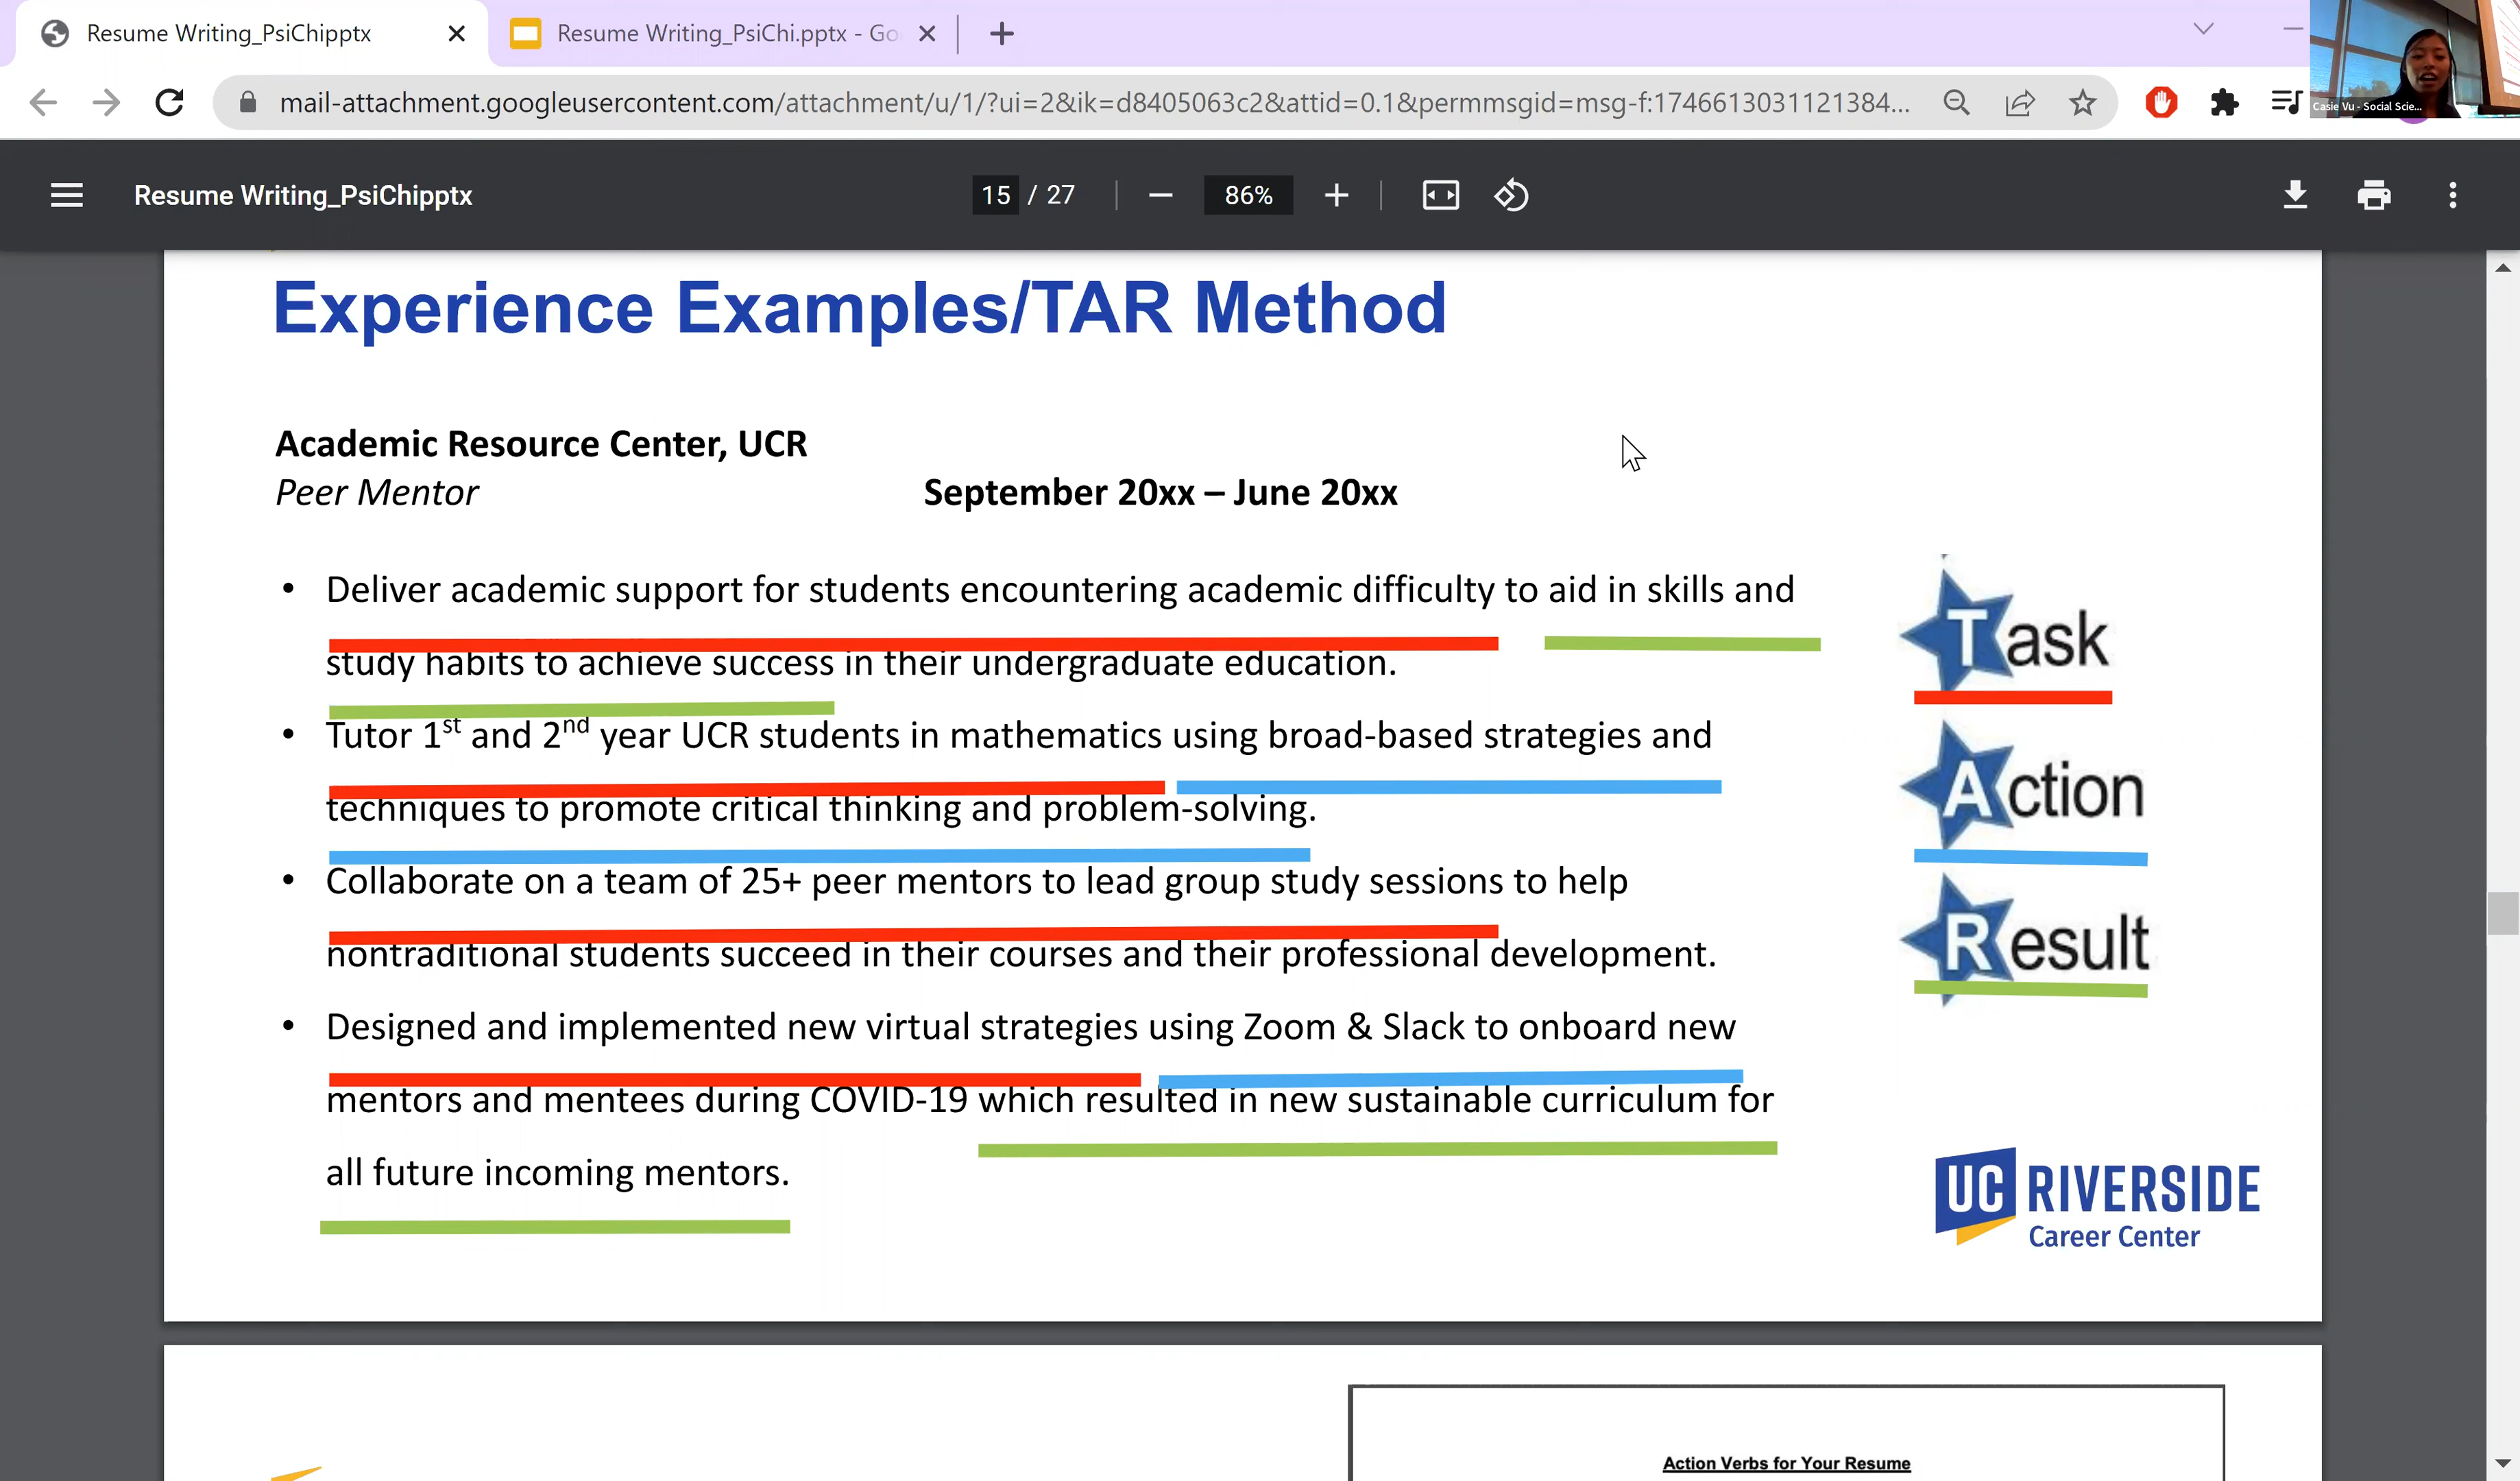 Resume Writing_PsiChipptx
Resume Writing_PsiChi.pptx - Go
mail-attachment.googleusercontent.com/attachment/u/1/?ui=2&ik=d8405063c2&attid=0.1&permmsgid=msg-f:1746613031121384...
Casie Vu - Social Scie...
Resume Writing_PsiChipptx
15 / 27
86%
Experience Examples/TAR Method
Academic Resource Center, UCR
Peer Mentor September 20xx – June 20xx
• Deliver academic support for students encountering academic difficulty to aid in skills and
study habits to achieve success in their undergraduate education.
• Tutor 1st and 2nd year UCR students in mathematics using broad-based strategies and
techniques to promote critical thinking and problem-solving.
• Collaborate on a team of 25+ peer mentors to lead group study sessions to help
nontraditional students succeed in their courses and their professional development.
• Designed and implemented new virtual strategies using Zoom & Slack to onboard new
mentors and mentees during COVID-19 which resulted in new sustainable curriculum for
all future incoming mentors.
Task
Action
Result
UC RIVERSIDE
Career Center
Action Verbs for Your Resume